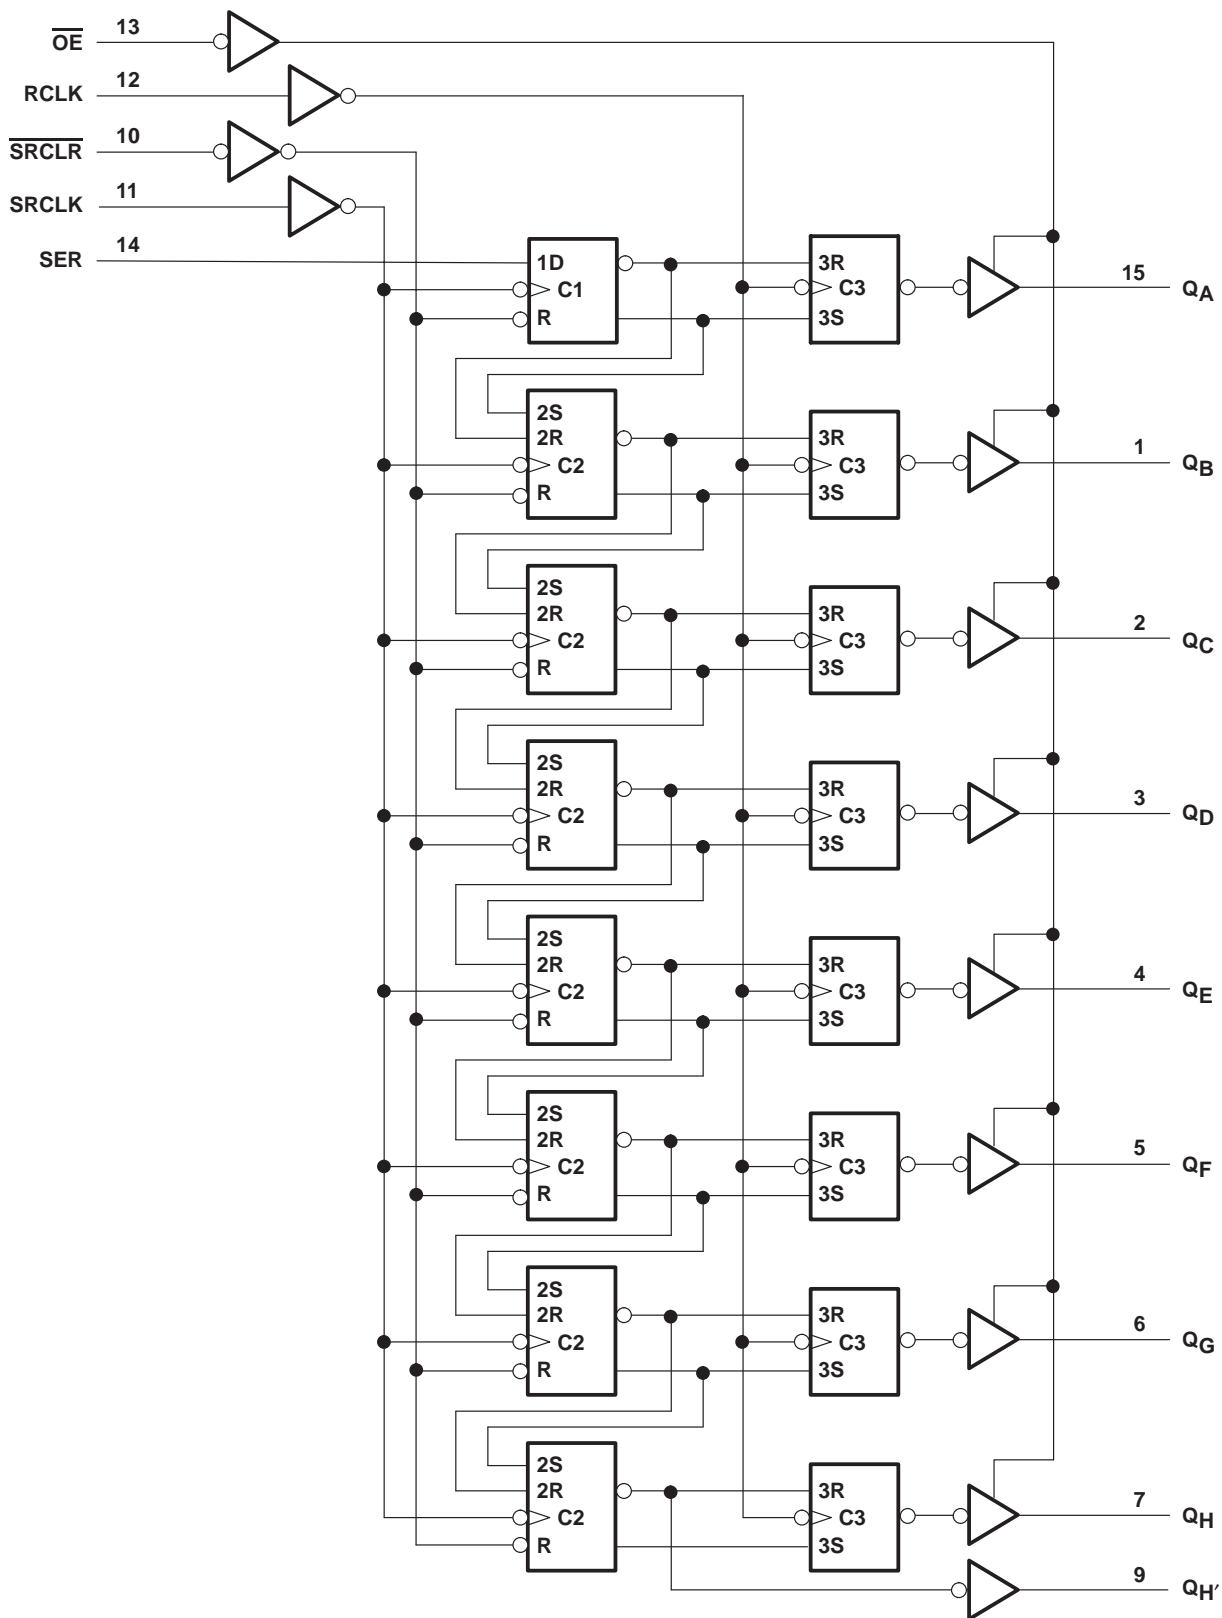 OE 13
RCLK 12
SRCLR 10
SRCLK 11
SER 14
1D
C1
R
3R
C3
3S
15 QA
2S
2R
C2
R
3R
C3
3S
1 QB
2S
2R
C2
R
3R
C3
3S
2 QC
2S
2R
C2
R
3R
C3
3S
3 QD
2S
2R
C2
R
3R
C3
3S
4 QE
2S
2R
C2
R
3R
C3
3S
5 QF
2S
2R
C2
R
3R
C3
3S
6 QG
2S
2R
C2
R
3R
C3
3S
7 QH
9 QH′